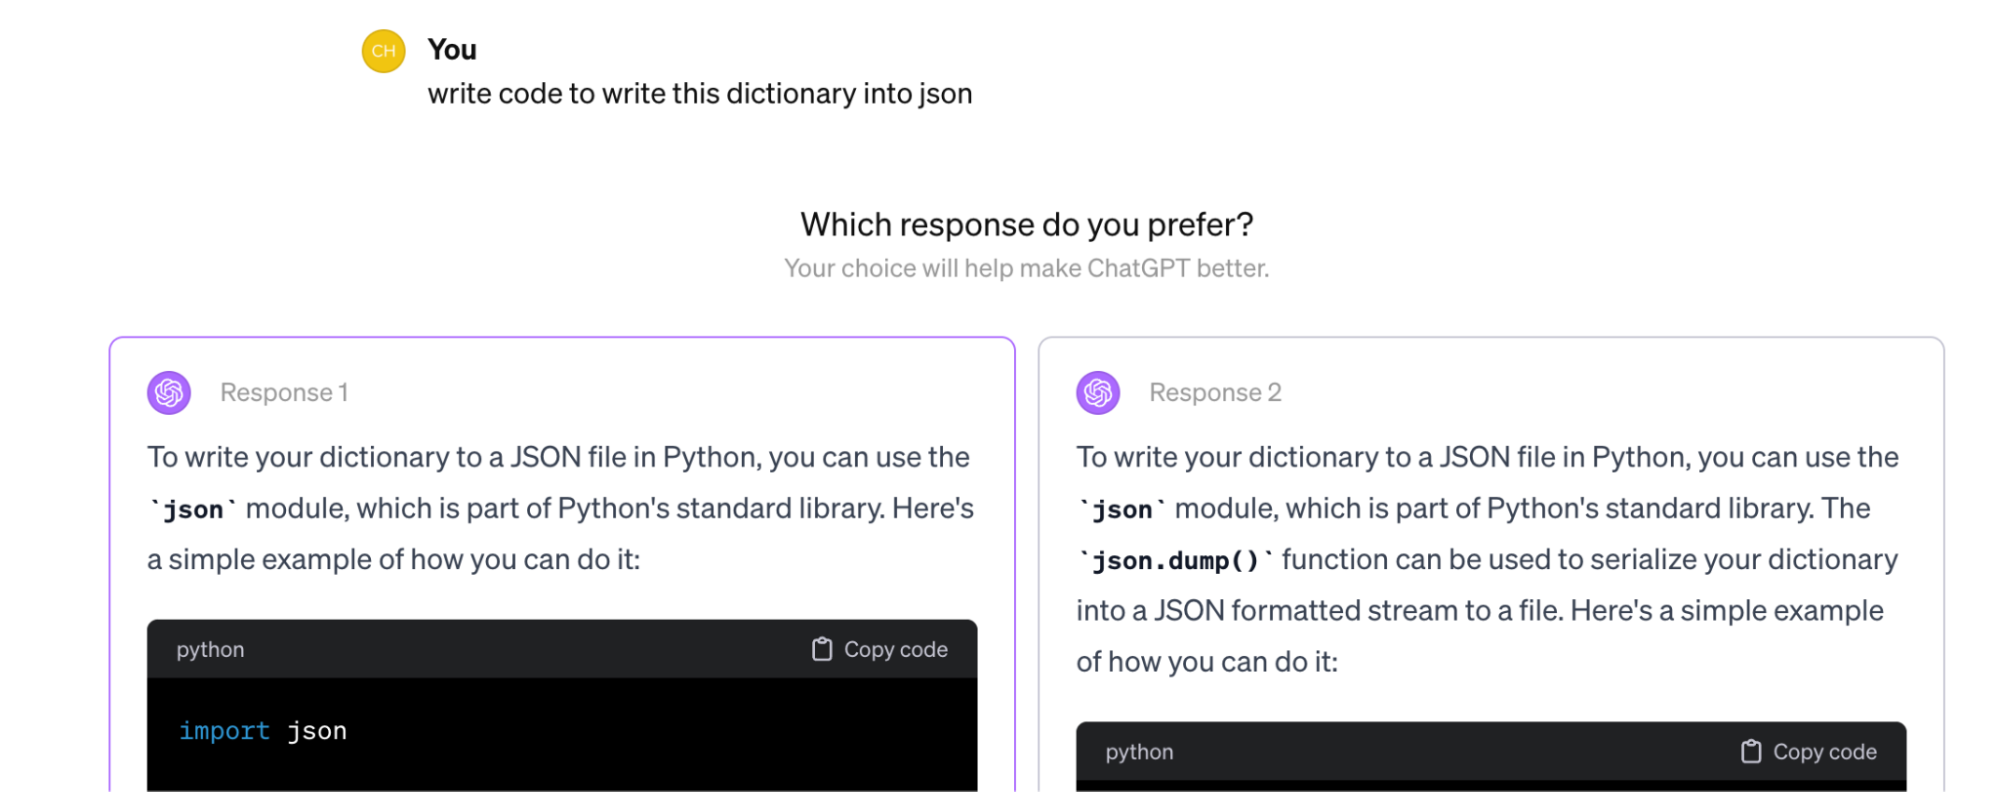 CH
You
write code to write this dictionary into json
Which response do you prefer?
Your choice will help make ChatGPT better.
Response 1
To write your dictionary to a JSON file in Python, you can use the
`json` module, which is part of Python's standard library. Here's
a simple example of how you can do it:
python
Copy code
import json
Response 2
To write your dictionary to a JSON file in Python, you can use the
`json` module, which is part of Python's standard library. The
`json.dump()` function can be used to serialize your dictionary
into a JSON formatted stream to a file. Here's a simple example
of how you can do it:
python
Copy code